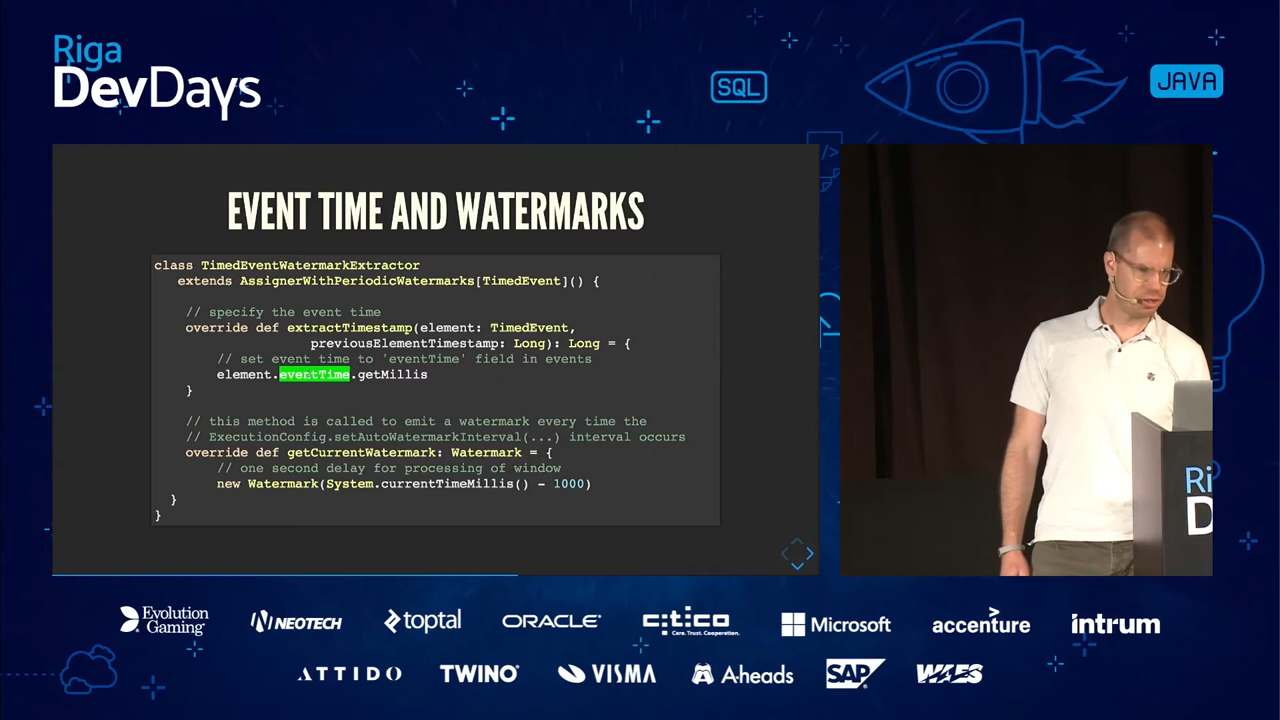 Riga
DevDays
SQL
JAVA
</>
EVENT TIME AND WATERMARKS
class TimedEventWatermarkExtractor
extends AssignerWithPeriodicWatermarks[TimedEvent]() {
// specify the event time
override def extractTimestamp(element: TimedEvent,
previousElementTimestamp: Long): Long = {
// set event time to 'eventTime' field in events
element.eventTime.getMillis
}
// this method is called to emit a watermark every time the
// ExecutionConfig.setAutoWatermarkInterval(...) interval occurs
override def getCurrentWatermark: Watermark = {
// one second delay for processing of window
new Watermark(System.currentTimeMillis() - 1000)
}
}
Ri
D
Evolution
Gaming
NEOTECH
toptal
ORACLE
citico
Care. Trust. Cooperation.
Microsoft
accenture
intrum
ATTIDO
TWINO
VISMA
A-heads
SAP
WAES